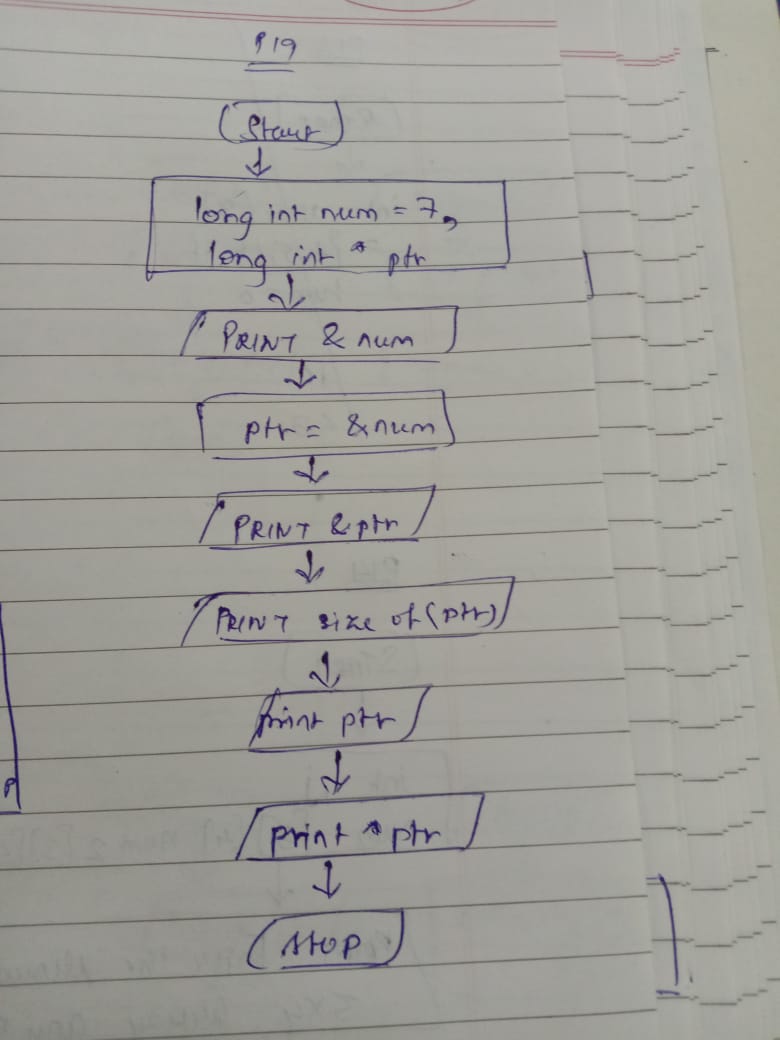 P19
Start
long int num = 7,
long int * ptr
PRINT & num
ptr = &num
PRINT &ptr
PRINT size of (ptr)
print ptr
print * ptr
STOP
P